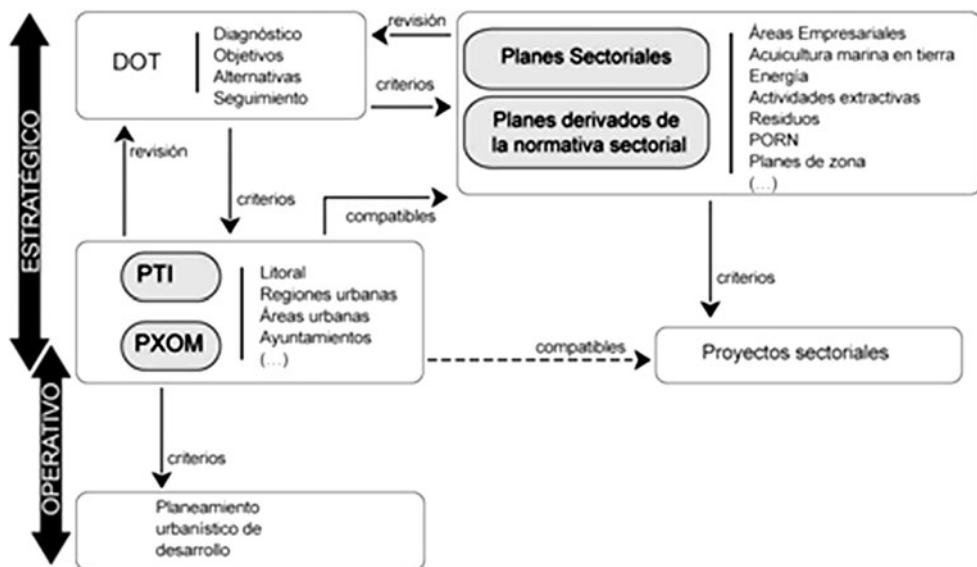 ESTRATÉGICO
OPERATIVO
DOT
Diagnóstico
Objetivos
Alternativas
Seguimiento
revisión
criterios
Planes Sectoriales
Planes derivados de
la normativa sectorial
Áreas Empresariales
Acuicultura marina en tierra
Energía
Actividades extractivas
Residuos
PORN
Planes de zona
(...)
revisión
criterios
compatibles
PTI
PXOM
Litoral
Regiones urbanas
Áreas urbanas
Ayuntamientos
(...)
criterios
compatibles
Proyectos sectoriales
criterios
Planeamiento
urbanístico de
desarrollo